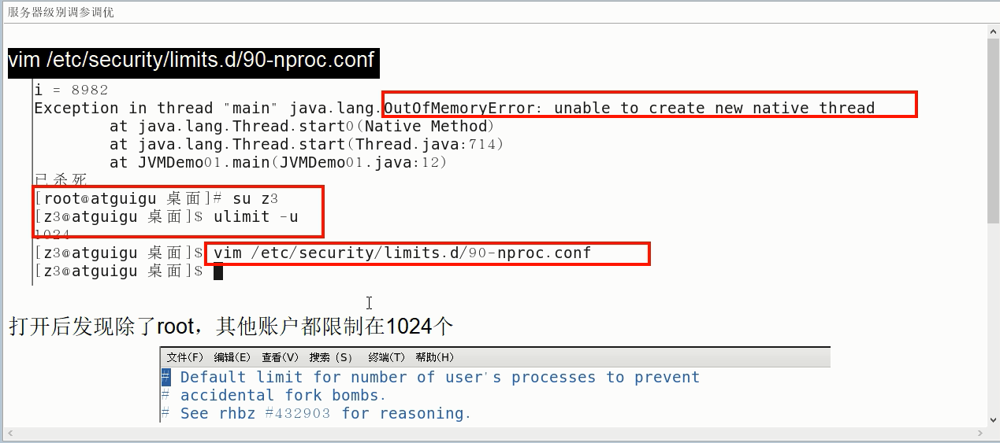 服务器级别调参调优
vim /etc/security/limits.d/90-nproc.conf
i = 8982
Exception in thread "main" java.lang.OutOfMemoryError: unable to create new native thread
at java.lang.Thread.start0(Native Method)
at java.lang.Thread.start(Thread.java:714)
at JVMDemo01.main(JVMDemo01.java:12)
已杀死
[root@atguigu 桌面]# su z3
[z3@atguigu 桌面]$ ulimit -u
1024
[z3@atguigu 桌面]$ vim /etc/security/limits.d/90-nproc.conf
[z3@atguigu 桌面]$
打开后发现除了root，其他账户都限制在1024个
文件(F) 编辑(E) 查看(V) 搜索 (S) 终端(T) 帮助(H)
# Default limit for number of user's processes to prevent
# accidental fork bombs.
# See rhbz #432903 for reasoning.